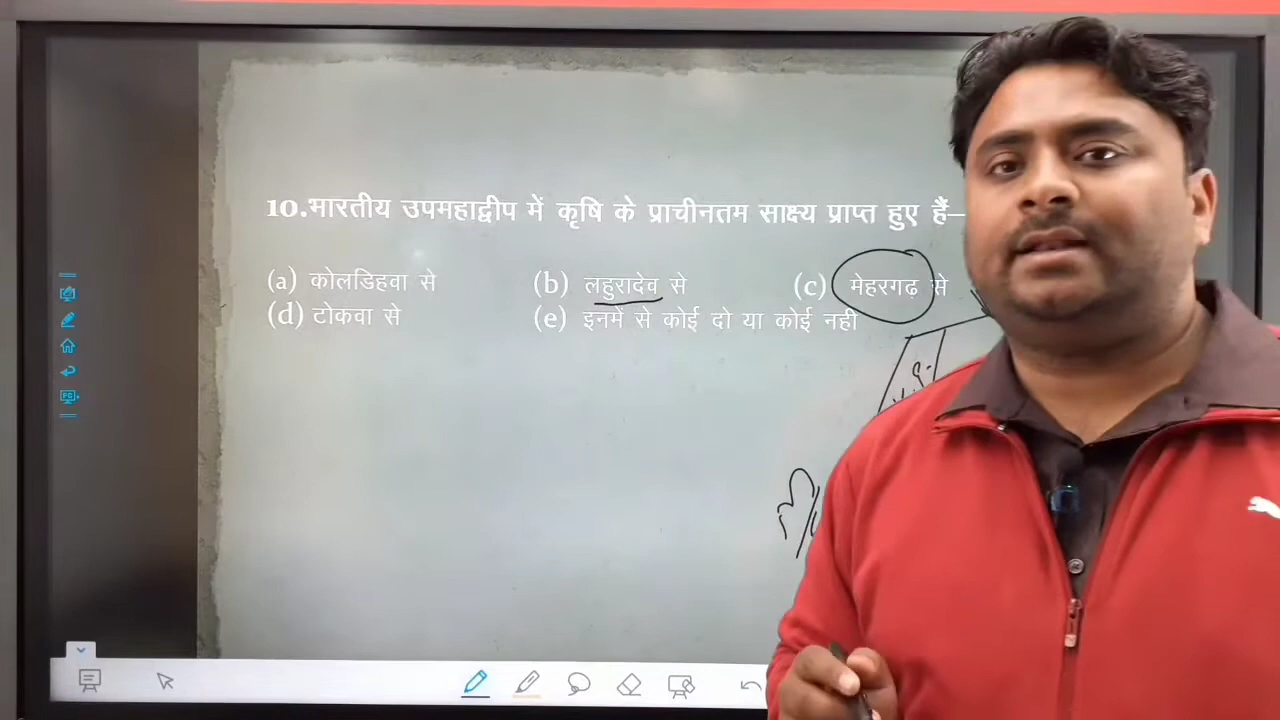 10.भारतीय उपमहाद्वीप में कृषि के प्राचीनतम साक्ष्य प्राप्त हुए हैं–
(a) कोलडिहवा से (b) लहुरादेव से (c) मेहरगढ़ से
(d) टोकवा से (e) इनमें से कोई दो या कोई नही